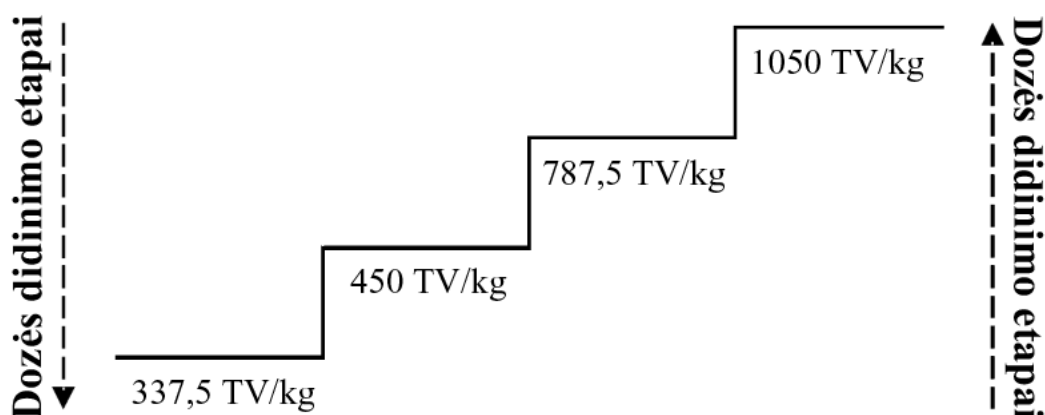 Dozės didinimo etapai
1050 TV/kg
787,5 TV/kg
450 TV/kg
337,5 TV/kg
Dozės didinimo etapai